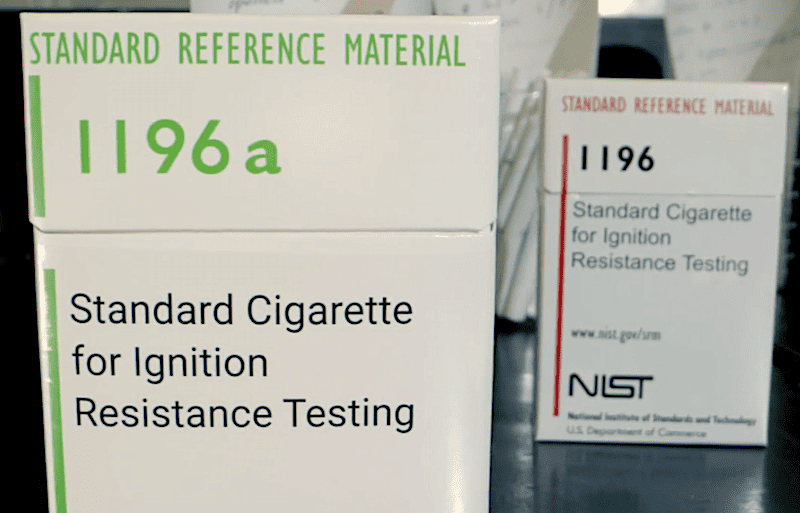 STANDARD REFERENCE MATERIAL
1196a
Standard Cigarette
for Ignition
Resistance Testing
STANDARD REFERENCE MATERIAL
1196
Standard Cigarette
for Ignition
Resistance Testing
www.nist.gov/srm
NIST
National Institute of Standards and Technology
U.S. Department of Commerce